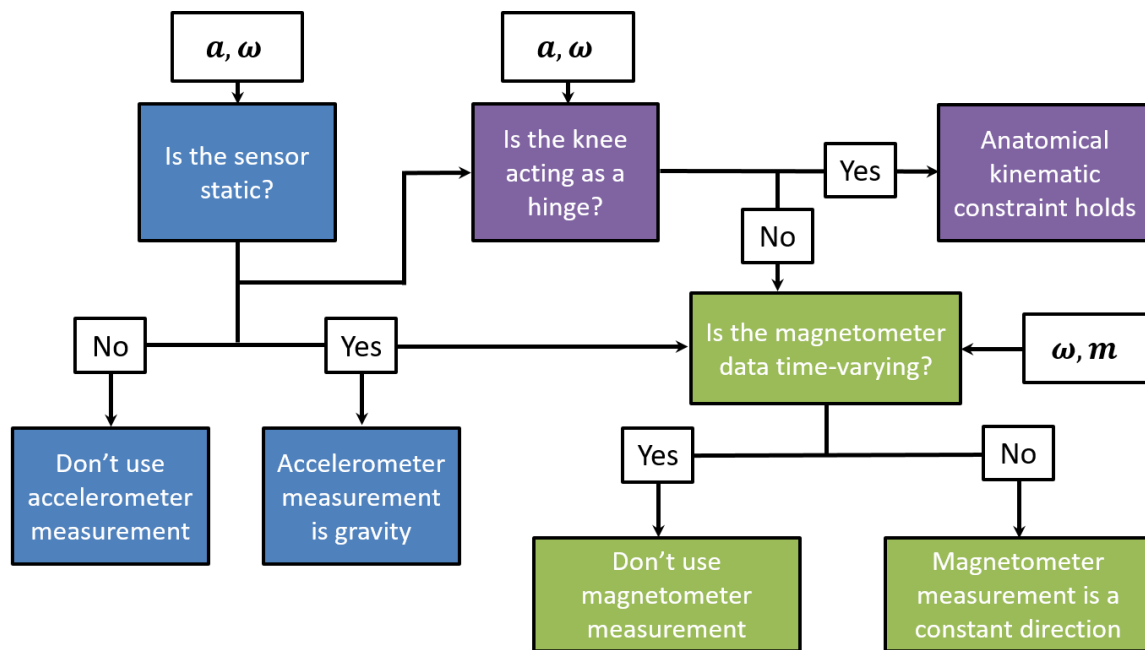 a, ω
a, ω
Is the sensor
static?
Is the knee
acting as a
hinge?
Yes
Anatomical
kinematic
constraint holds
No
No
Yes
Is the magnetometer
data time-varying?
ω, m
Don’t use
accelerometer
measurement
Accelerometer
measurement
is gravity
Yes
No
Don’t use
magnetometer
measurement
Magnetometer
measurement is a
constant direction